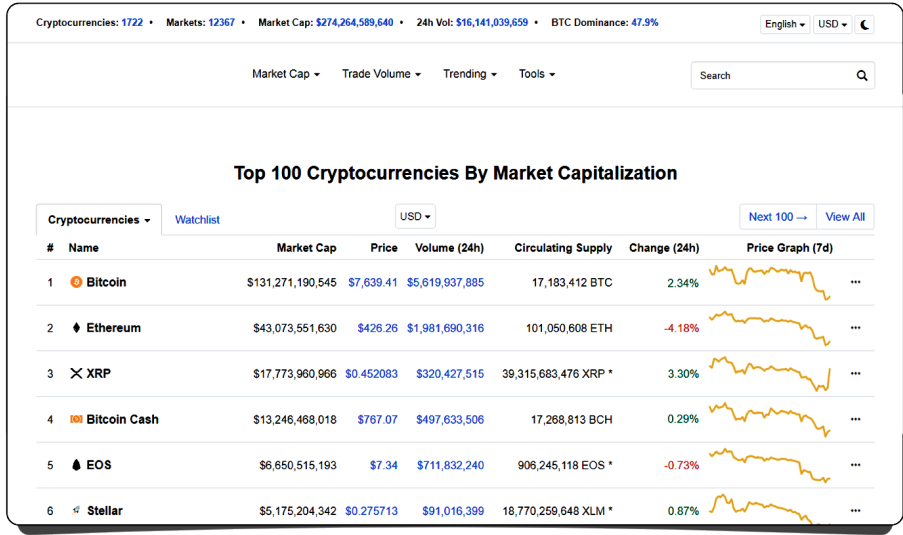 Cryptocurrencies: 1722 • Markets: 12367 • Market Cap: $274,264,589,640 • 24h Vol: $16,141,039,659 • BTC Dominance: 47.9% English USD
Market Cap Trade Volume Trending Tools Search
Top 100 Cryptocurrencies By Market Capitalization
Cryptocurrencies Watchlist USD Next 100 → View All
# Name Market Cap Price Volume (24h) Circulating Supply Change (24h) Price Graph (7d)
1 Bitcoin $131,271,190,545 $7,639.41 $5,619,937,885 17,183,412 BTC 2.34% •••
2 Ethereum $43,073,551,630 $426.26 $1,981,690,316 101,050,608 ETH -4.18% •••
3 XRP $17,773,960,966 $0.452083 $320,427,515 39,315,683,476 XRP * 3.30% •••
4 Bitcoin Cash $13,246,468,018 $767.07 $497,633,506 17,268,813 BCH 0.29% •••
5 EOS $6,650,515,193 $7.34 $711,832,240 906,245,118 EOS * -0.73% •••
6 Stellar $5,175,204,342 $0.275713 $91,016,399 18,770,259,648 XLM * 0.87% •••